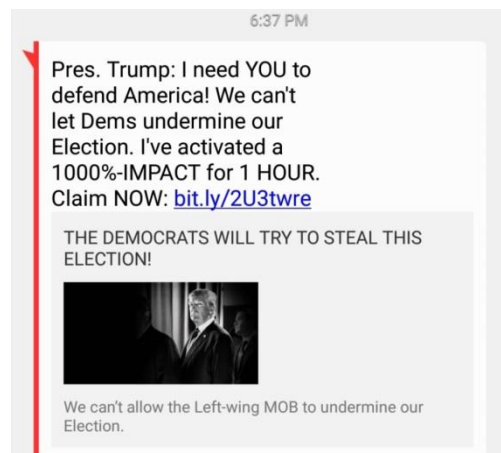 6:37 PM
Pres. Trump: I need YOU to
defend America! We can't
let Dems undermine our
Election. I've activated a
1000%-IMPACT for 1 HOUR.
Claim NOW: bit.ly/2U3twre
THE DEMOCRATS WILL TRY TO STEAL THIS
ELECTION!
We can't allow the Left-wing MOB to undermine our
Election.